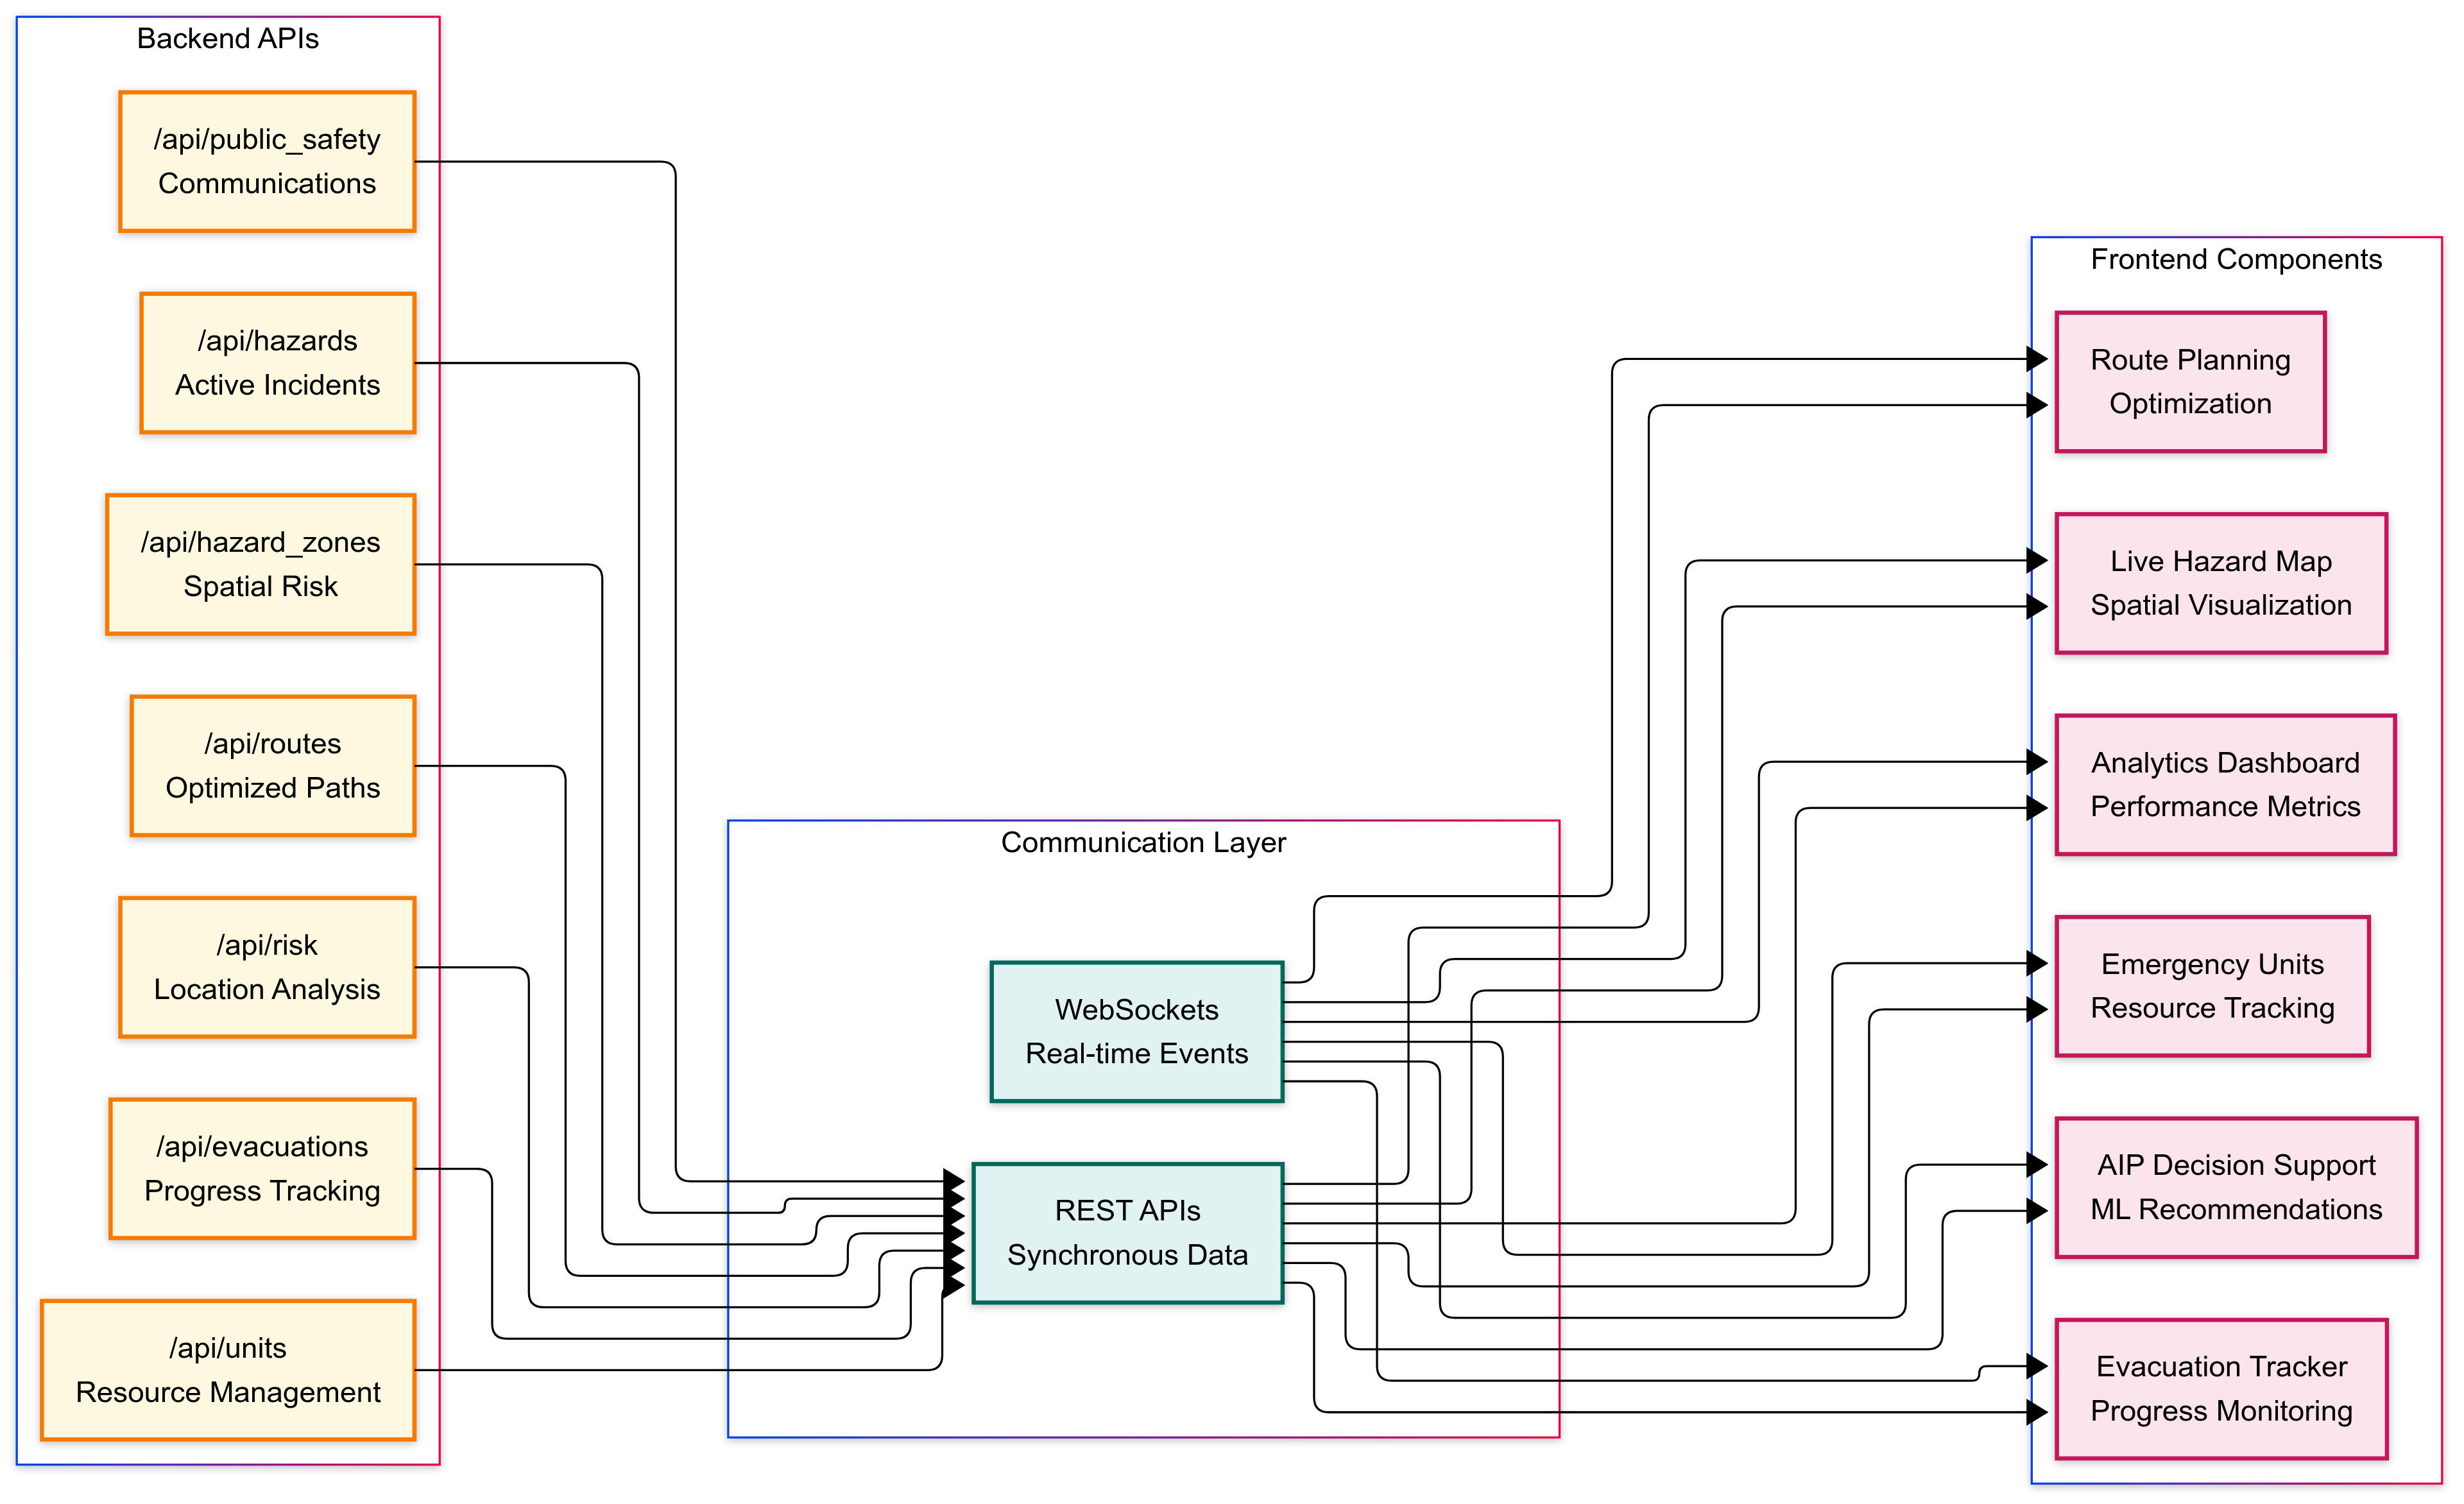 Backend APIs
/api/public_safety
Communications
/api/hazards
Active Incidents
/api/hazard_zones
Spatial Risk
/api/routes
Optimized Paths
/api/risk
Location Analysis
/api/evacuations
Progress Tracking
/api/units
Resource Management
Communication Layer
WebSockets
Real-time Events
REST APIs
Synchronous Data
Frontend Components
Route Planning
Optimization
Live Hazard Map
Spatial Visualization
Analytics Dashboard
Performance Metrics
Emergency Units
Resource Tracking
AIP Decision Support
ML Recommendations
Evacuation Tracker
Progress Monitoring